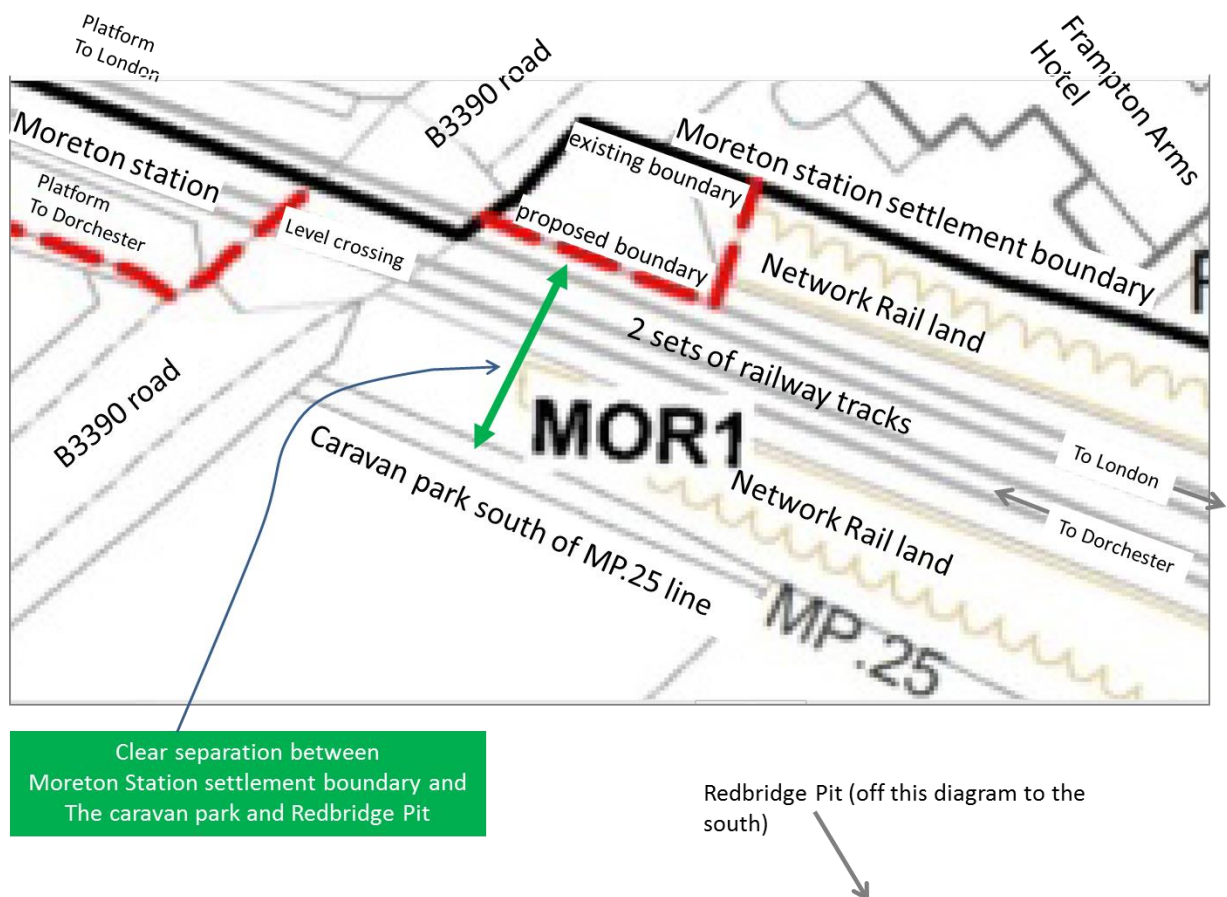 Platform
To London
B3390 road
Frampton Arms
Hotel
Moreton station
existing boundary
Moreton station settlement boundary
Platform
To Dorchester
Level crossing
proposed boundary
Network Rail land
2 sets of railway tracks
B3390 road
MOR1
To London
Caravan park south of MP.25 line
Network Rail land
To Dorchester
MP.25
Clear separation between
Moreton Station settlement boundary and
The caravan park and Redbridge Pit
Redbridge Pit (off this diagram to the
south)